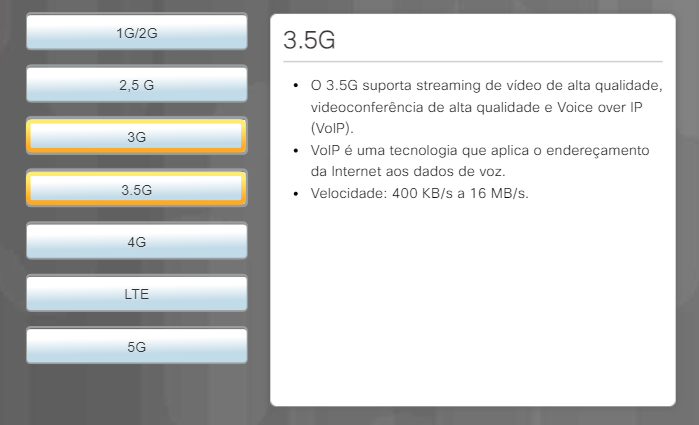 1G/2G
2,5 G
3G
3.5G
4G
LTE
5G
3.5G
• O 3.5G suporta streaming de vídeo de alta qualidade,
videoconferência de alta qualidade e Voice over IP
(VoIP).
• VoIP é uma tecnologia que aplica o endereçamento
da Internet aos dados de voz.
• Velocidade: 400 KB/s a 16 MB/s.